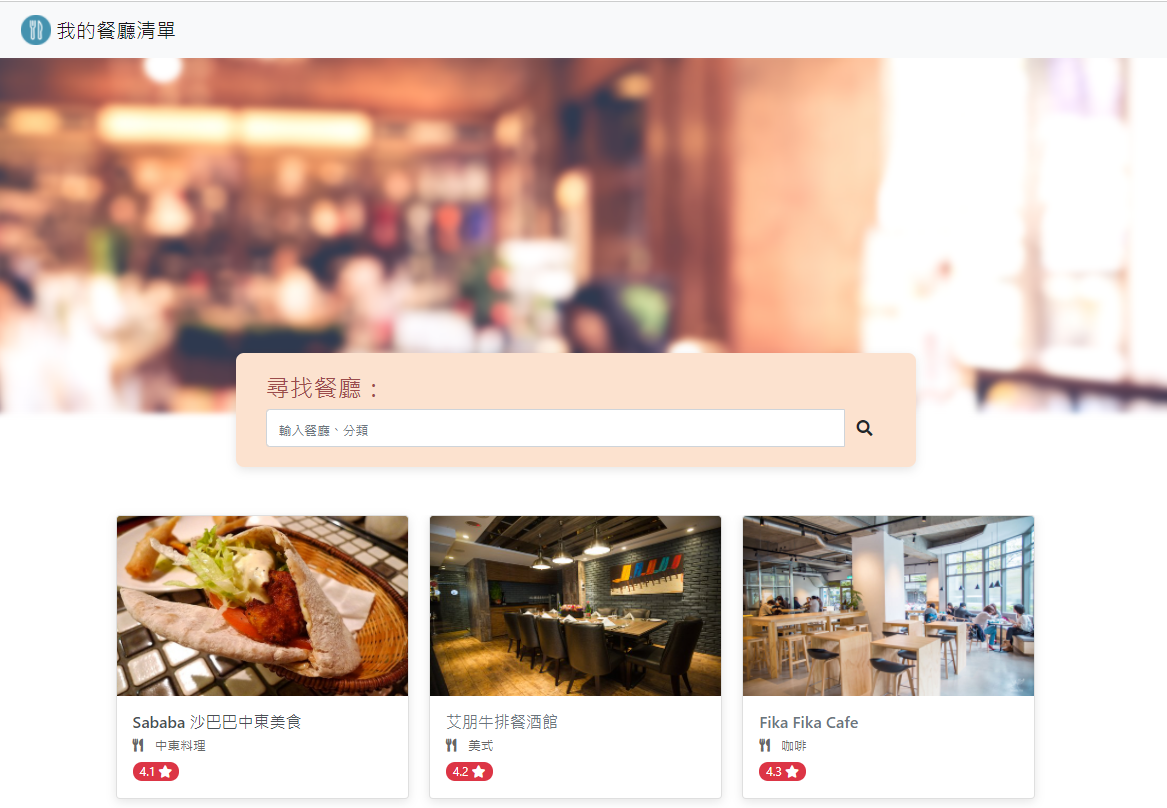 我的餐廳清單
尋找餐廳：
輸入餐廳、分類
Sababa 沙巴巴中東美食
中東料理
4.1
艾朋牛排餐酒館
美式
4.2
Fika Fika Cafe
咖啡
4.3